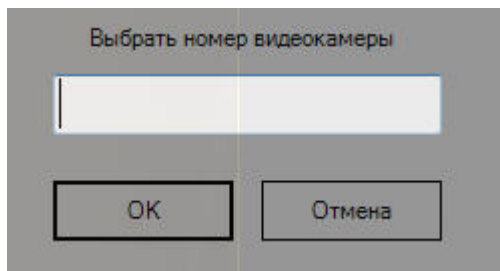 Выбрать номер видеокамеры
OK
Отмена